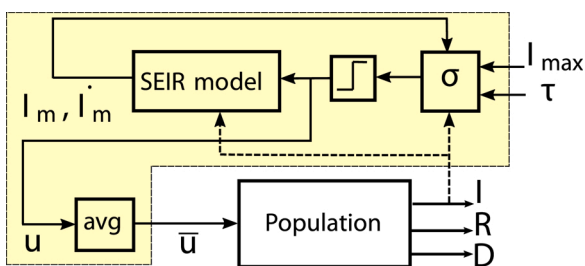 SEIR model
σ
I max
τ
I m , İ m
u
avg
u̅
Population
I
R
D